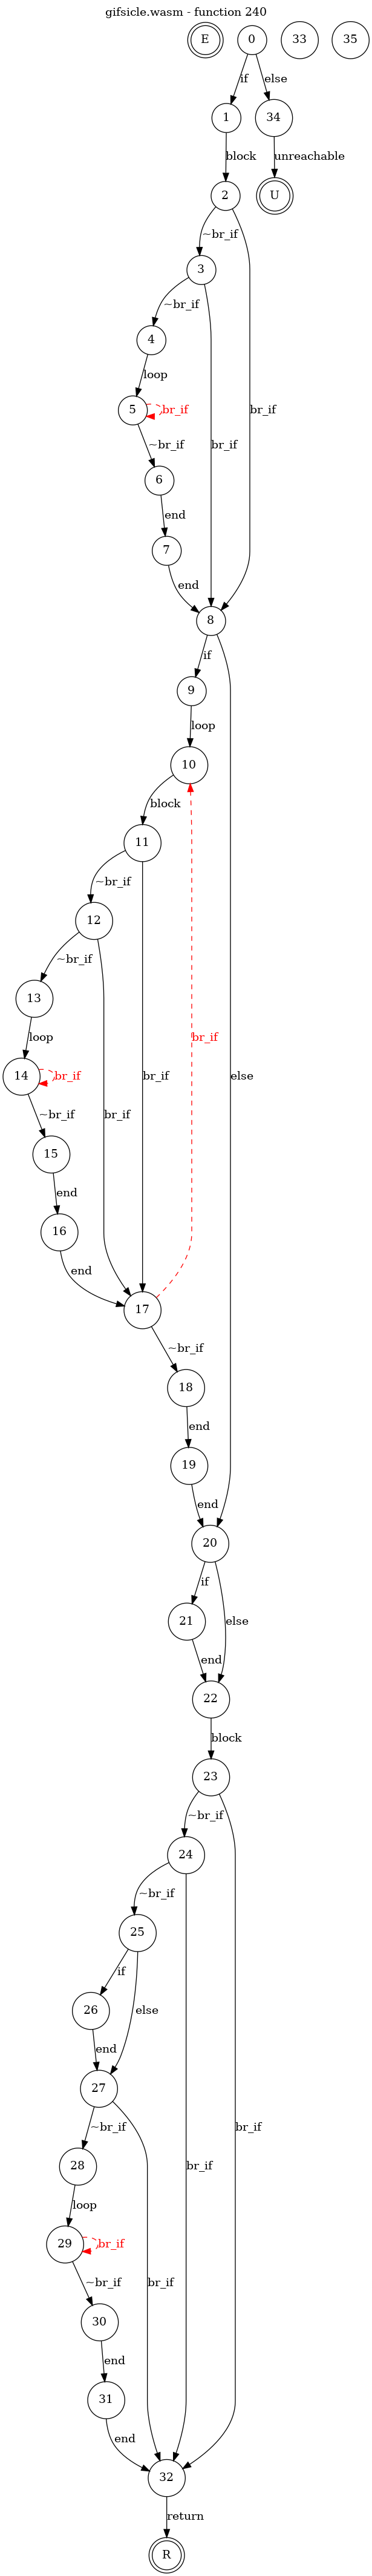 gifsicle.wasm - function 240
E
0
33
35
if
else
1
34
block
unreachable
2
U
~br_if
3
~br_if
br_if
4
loop
5
br_if
br_if
br_if
~br_if
6
end
7
end
8
if
9
loop
10
block
11
~br_if
12
~br_if
13
loop
br_if
else
14
br_if
br_if
br_if
~br_if
15
end
16
end
17
~br_if
18
end
19
end
20
if
21
else
end
22
block
23
~br_if
24
~br_if
25
if
26
else
end
27
~br_if
br_if
br_if
28
loop
29
br_if
~br_if
br_if
30
end
31
end
32
return
R